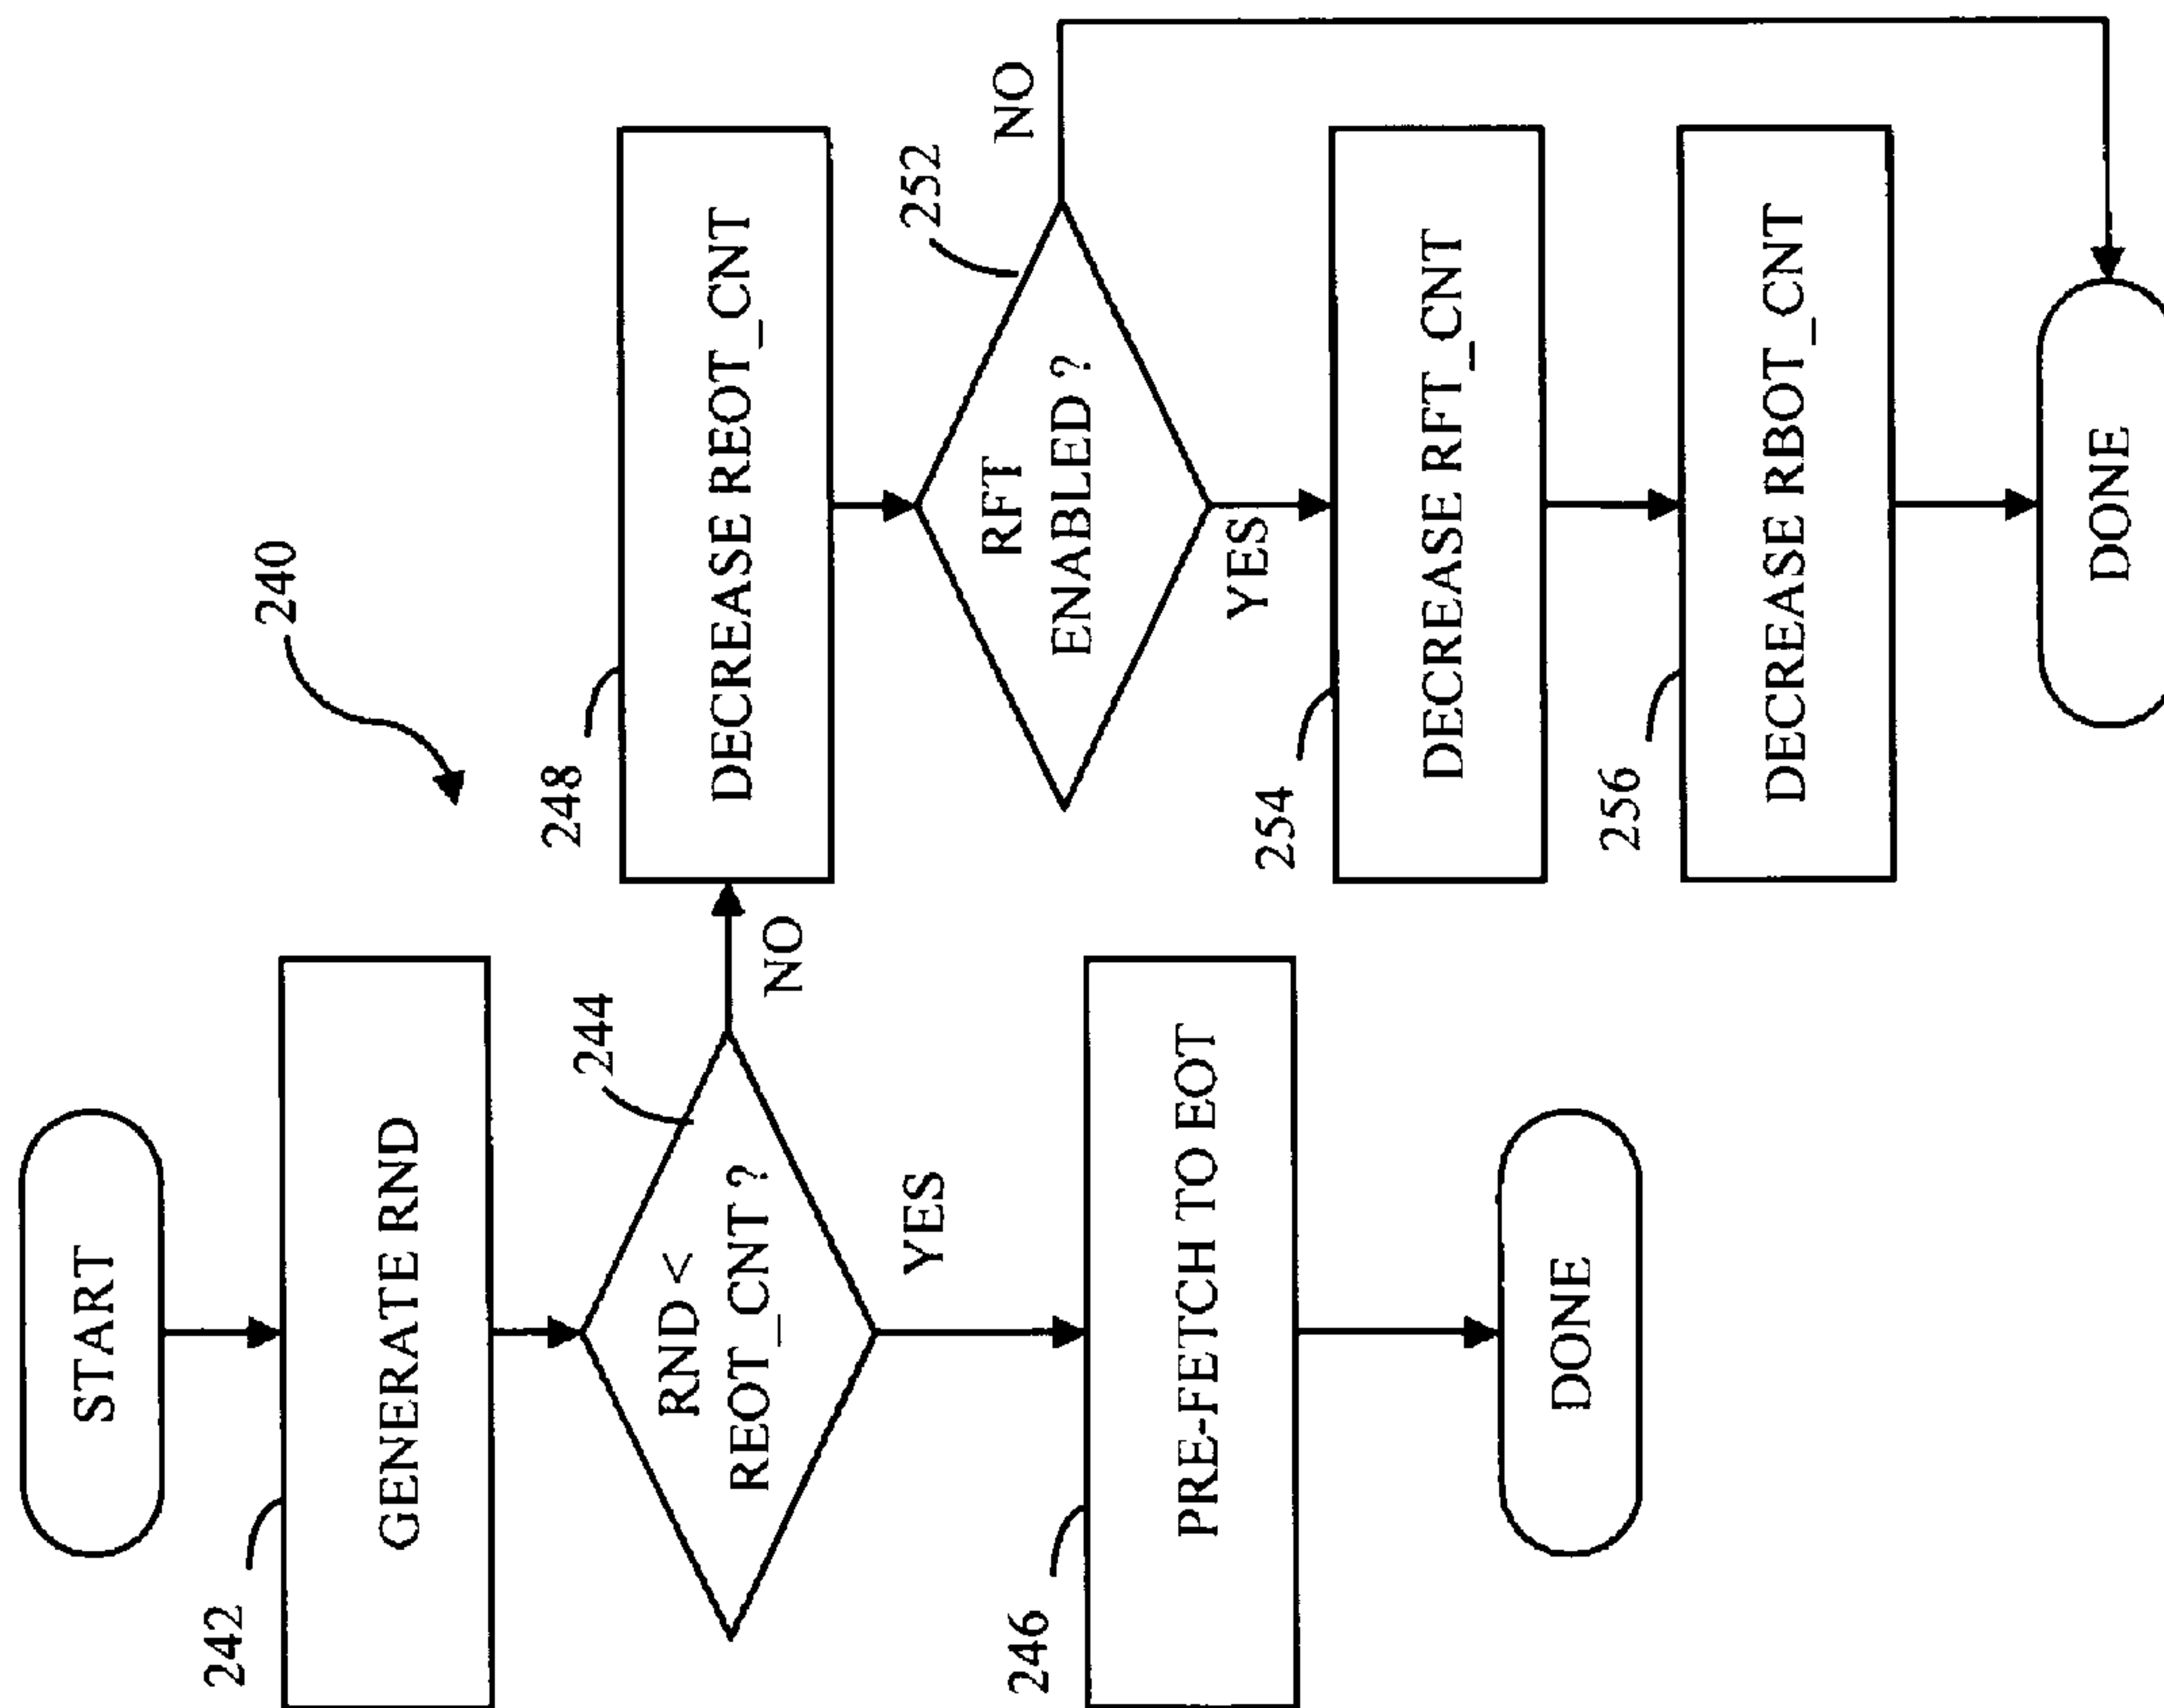 240
START
242
GENERATE RND
244
RND <
REOT_CNT ?
NO
YES
246
PRE-FETCH TO EOT
DONE
248
DECREASE REOT_CNT
252
RFT
ENABLED ?
NO
YES
254
DECREASE RFT_CNT
256
DECREASE RBOT_CNT
DONE